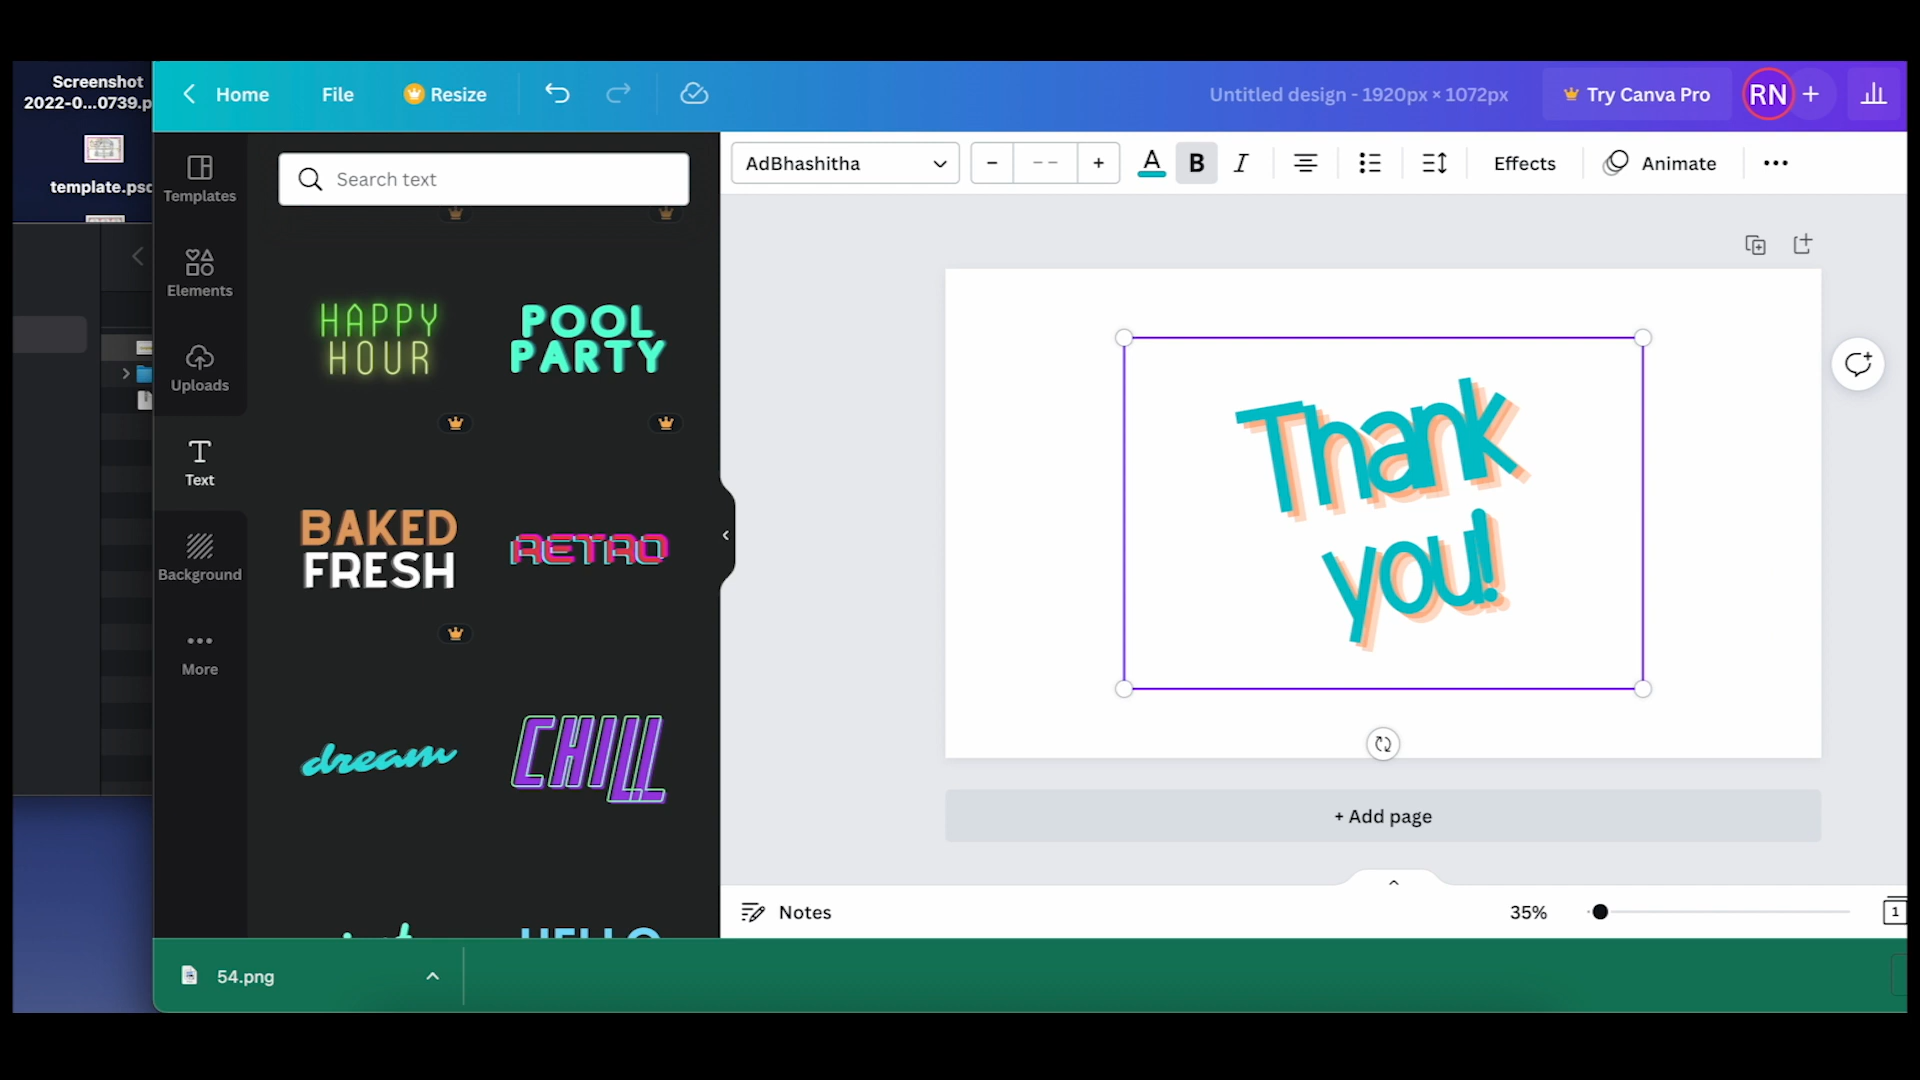 Screenshot
2022-0...0739.p
template.psd
Home
File
Resize
Untitled design - 1920px × 1072px
Try Canva Pro
RN
+
Templates
Elements
Uploads
Text
Background
More
Search text
HAPPY
HOUR
POOL
PARTY
BAKED
FRESH
RETRO
dream
CHILL
HELLO
AdBhashitha
− -- +
A
B
I
Effects
Animate
Thank
you!
+ Add page
Notes
35%
1
54.png